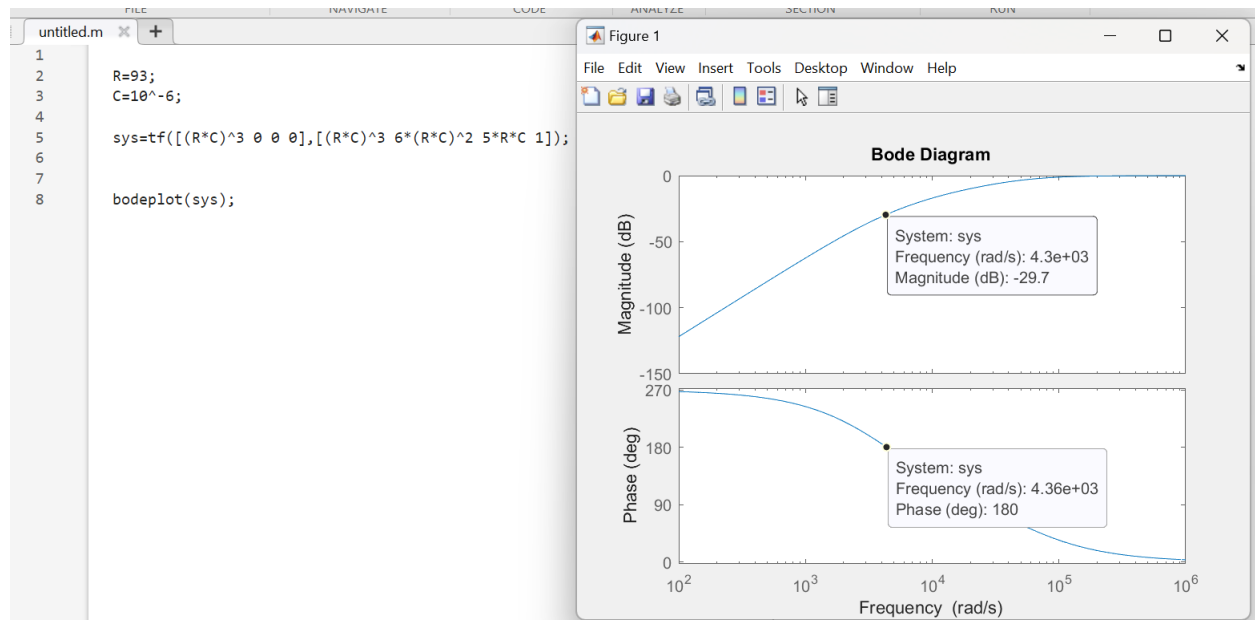 FILE NAVIGATE CODE ANALYZE SECTION RUN
untitled.m
1
2 R=93;
3 C=10^-6;
4
5 sys=tf([(R*C)^3 0 0 0],[(R*C)^3 6*(R*C)^2 5*R*C 1]);
6
7
8 bodeplot(sys);
Figure 1
File Edit View Insert Tools Desktop Window Help
Bode Diagram
Magnitude (dB)
0
-50
-100
-150
System: sys
Frequency (rad/s): 4.3e+03
Magnitude (dB): -29.7
Phase (deg)
270
180
90
0
System: sys
Frequency (rad/s): 4.36e+03
Phase (deg): 180
10^2 10^3 10^4 10^5 10^6
Frequency (rad/s)